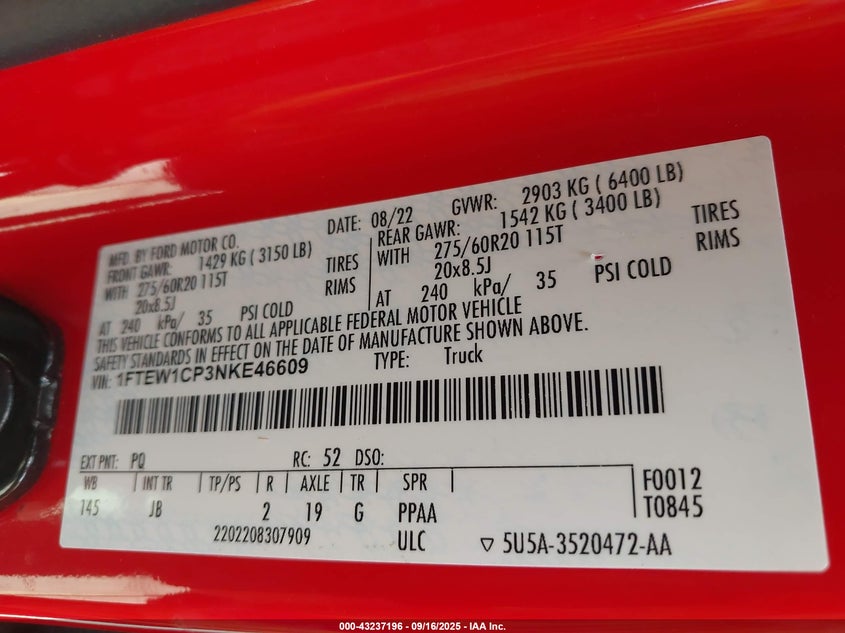 MFD. BY FORD MOTOR CO.
DATE: 08/22 GVWR: 2903 KG ( 6400 LB)
FRONT GAWR: 1429 KG ( 3150 LB)
REAR GAWR: 1542 KG ( 3400 LB)
WITH 275/60R20 115T TIRES
WITH 275/60R20 115T TIRES
20x8.5J RIMS
20x8.5J RIMS
AT 240 kPa/ 35 PSI COLD
AT 240 kPa/ 35 PSI COLD
THIS VEHICLE CONFORMS TO ALL APPLICABLE FEDERAL MOTOR VEHICLE
SAFETY STANDARDS IN EFFECT ON THE DATE OF MANUFACTURE SHOWN ABOVE.
VIN: 1FTEW1CP3NKE46609 TYPE: Truck
EXT PNT: PQ RC: 52 DSO:
WB INT TR TP/PS R AXLE TR SPR
145 JB 2 19 G PPAA
F0012
T0845
2202208307909 ULC ▽ 5U5A-3520472-AA
000-43237196 - 09/16/2025 - IAA Inc.